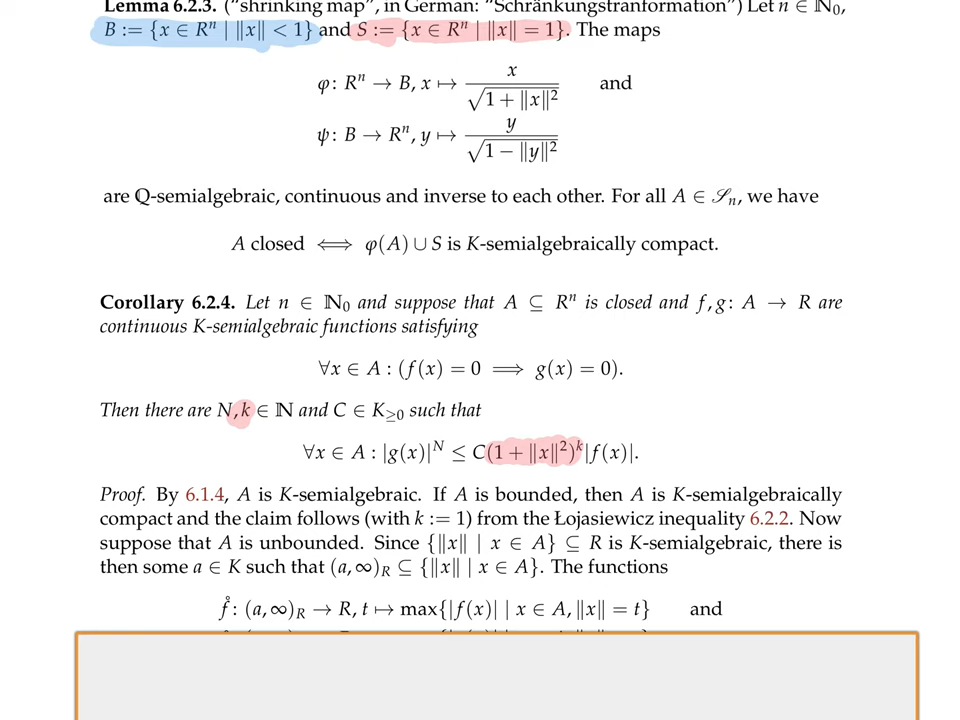 Lemma 6.2.3. (“shrinking map”, in German: “Schränkungstranformation”) Let n ∈ ℕ₀,
B := {x ∈ Rⁿ | ‖x‖ < 1} and S := {x ∈ Rⁿ | ‖x‖ = 1}. The maps
φ: Rⁿ → B, x ↦ x / √(1 + ‖x‖²) and
ψ: B → Rⁿ, y ↦ y / √(1 − ‖y‖²)
are Q-semialgebraic, continuous and inverse to each other. For all A ∈ 𝒮ₙ, we have
A closed ⟺ φ(A) ∪ S is K-semialgebraically compact.
Corollary 6.2.4. Let n ∈ ℕ₀ and suppose that A ⊆ Rⁿ is closed and f, g: A → R are
continuous K-semialgebraic functions satisfying
∀x ∈ A : (f(x) = 0 ⟹ g(x) = 0).
Then there are N, k ∈ ℕ and C ∈ K≥0 such that
∀x ∈ A : |g(x)|ᴺ ≤ C(1 + ‖x‖²)ᵏ|f(x)|.
Proof. By 6.1.4, A is K-semialgebraic. If A is bounded, then A is K-semialgebraically
compact and the claim follows (with k := 1) from the Łojasiewicz inequality 6.2.2. Now
suppose that A is unbounded. Since {‖x‖ | x ∈ A} ⊆ R is K-semialgebraic, there is
then some a ∈ K such that (a, ∞)_R ⊆ {‖x‖ | x ∈ A}. The functions
f̊: (a, ∞)_R → R, t ↦ max{|f(x)| | x ∈ A, ‖x‖ = t} and